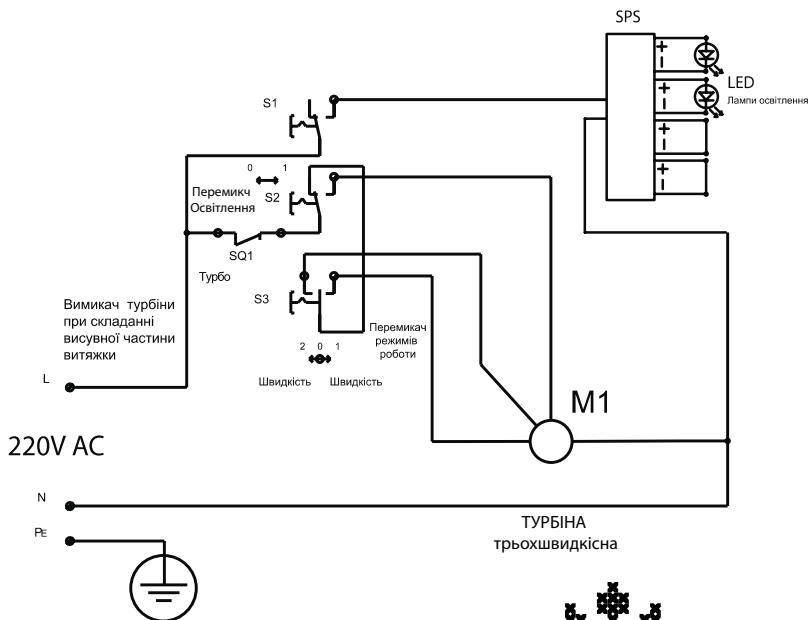 SPS
LED
Лампи освітлення
S1
0 1
S2
Перемикч
Освітлення
SQ1
Турбо
S3
Вимикач турбіни
при складанні
висувної частини
витяжки
Перемикач
режимів
роботи
2 0 1
Швидкість Швидкість
L
M1
220V AC
N
PE
ТУРБІНА
трьохшвидкісна